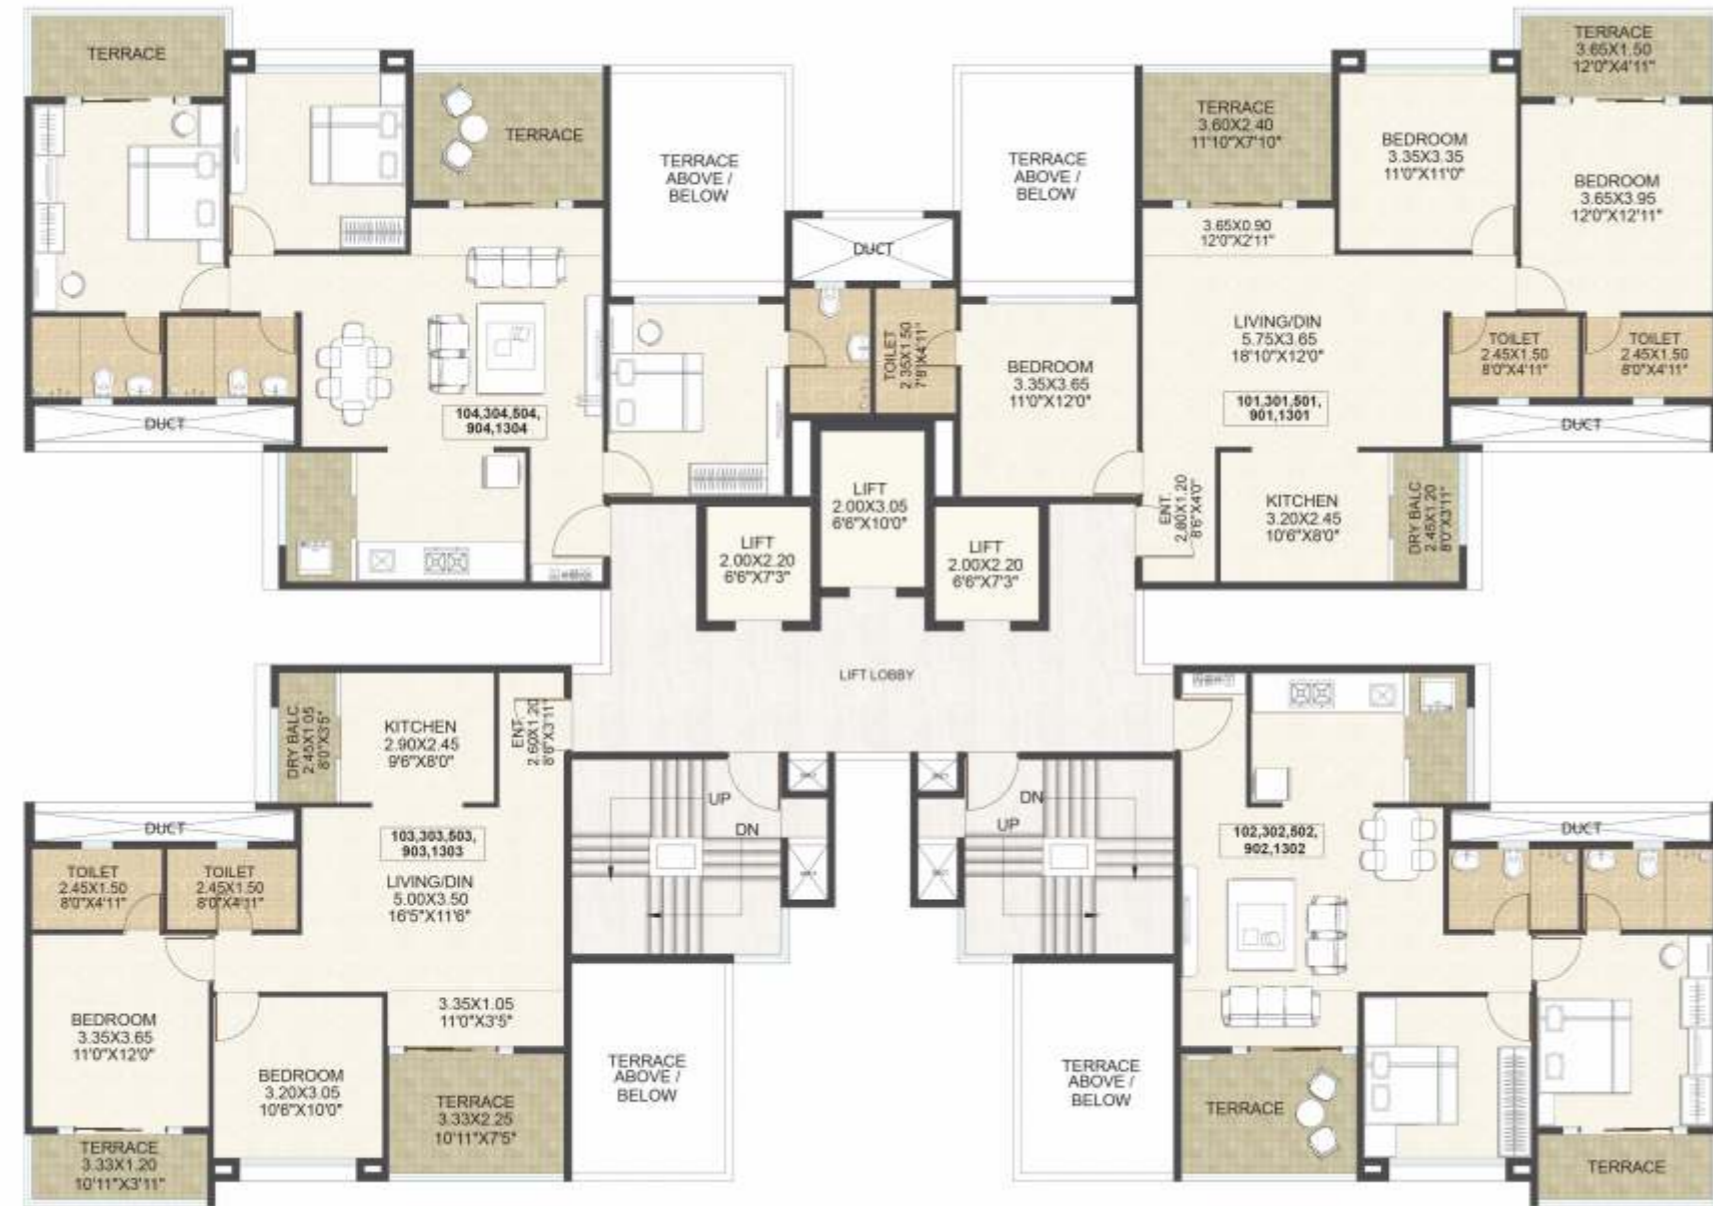 TERRACE
TERRACE
TERRACE
ABOVE /
BELOW
DUCT
104,304,504,
904,1304
DUCT
TERRACE
ABOVE /
BELOW
TERRACE
3.60X2.40
11'10"X7'10"
BEDROOM
3.35X3.35
11'0"X11'0"
TERRACE
3.65X1.50
12'0"X4'11"
BEDROOM
3.65X3.95
12'0"X12'11"
3.65X0.90
12'0"X2'11"
LIVING/DIN
5.75X3.65
18'10"X12'0"
101,301,501,
901,1301
TOILET
2.35X1.50
7'8"X4'11"
BEDROOM
3.35X3.65
11'0"X12'0"
TOILET
2.45X1.50
8'0"X4'11"
TOILET
2.45X1.50
8'0"X4'11"
DUCT
ENT.
2.80X1.20
8'6"X4'0"
KITCHEN
3.20X2.45
10'6"X8'0"
DRY BALC
2.45X1.20
8'0"X3'11"
LIFT
2.00X3.05
6'6"X10'0"
LIFT
2.00X2.20
6'6"X7'3"
LIFT
2.00X2.20
6'6"X7'3"
LIFT LOBBY
DRY BALC
2.45X1.05
8'0"X3'5"
KITCHEN
2.90X2.45
9'6"X8'0"
ENT.
2.60X1.20
8'6"X3'11"
DUCT
103,303,503,
903,1303
TOILET
2.45X1.50
8'0"X4'11"
TOILET
2.45X1.50
8'0"X4'11"
LIVING/DIN
5.00X3.50
16'5"X11'6"
UP
DN
DN
UP
102,302,502,
902,1302
DUCT
3.35X1.05
11'0"X3'5"
BEDROOM
3.35X3.65
11'0"X12'0"
BEDROOM
3.20X3.05
10'6"X10'0"
TERRACE
3.33X2.25
10'11"X7'5"
TERRACE
3.33X1.20
10'11"X3'11"
TERRACE
ABOVE /
BELOW
TERRACE
ABOVE /
BELOW
TERRACE
TERRACE